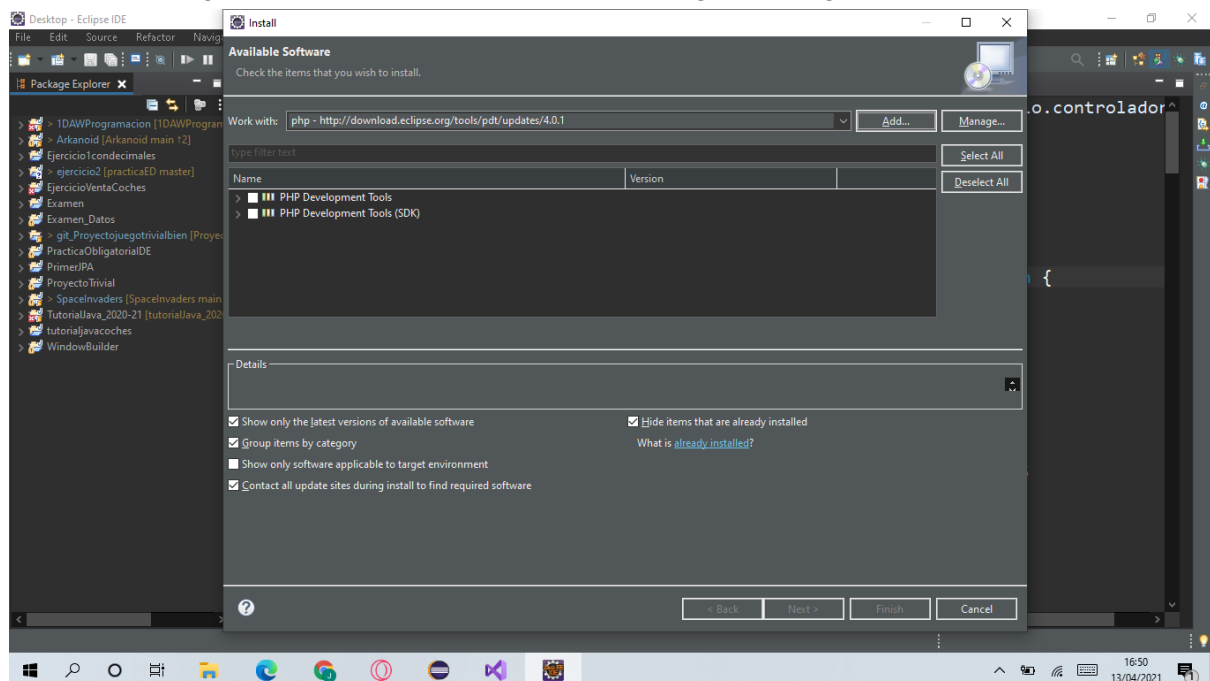 Desktop - Eclipse IDE
File Edit Source Refactor Navig
Package Explorer
> 1DAWProgramacion [1DAWProgram
> Arkanoid [Arkanoid main ↑2]
Ejercicio1condecimales
> ejercicio2 [practicaED master]
EjercicioVentaCoches
Examen
Examen_Datos
> git_Proyectojuegotrivialbien [Proyec
PracticaObligatoriaIDE
PrimerJPA
ProyectoTrivial
> SpaceInvaders [SpaceInvaders main
TutorialJava_2020-21 [tutorialJava_202
tutorialjavacoches
WindowBuilder
Install
Available Software
Check the items that you wish to install.
Work with: php - http://download.eclipse.org/tools/pdt/updates/4.0.1 Add... Manage...
type filter text
Select All
Deselect All
Name Version
PHP Development Tools
PHP Development Tools (SDK)
Details
Show only the latest versions of available software
Hide items that are already installed
Group items by category
What is already installed?
Show only software applicable to target environment
Contact all update sites during install to find required software
< Back Next > Finish Cancel
o.controlador
{
16:50
13/04/2021